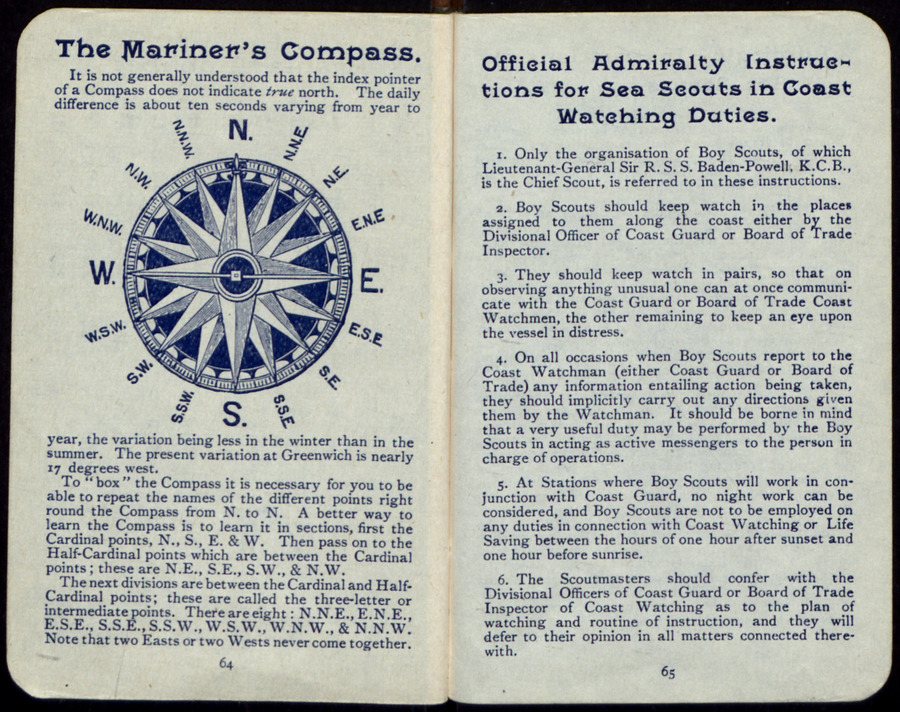 The Mariner's Compass.
It is not generally understood that the index pointer
of a Compass does not indicate true north. The daily
difference is about ten seconds varying from year to
N.
N.N.W.
N.N.E.
N.W.
N.E.
W.N.W.
E.N.E
W.
E.
W.S.W.
E.S.E
S.W.
S.E
S.S.W.
S.S.E
S.
year, the variation being less in the winter than in the
summer. The present variation at Greenwich is nearly
17 degrees west.
To "box" the Compass it is necessary for you to be
able to repeat the names of the different points right
round the Compass from N. to N. A better way to
learn the Compass is to learn it in sections, first the
Cardinal points, N., S., E. & W. Then pass on to the
Half-Cardinal points which are between the Cardinal
points; these are N.E., S.E., S.W., & N.W.
The next divisions are between the Cardinal and Half-
Cardinal points; these are called the three-letter or
intermediate points. There are eight: N.N.E., E.N.E.,
E.S.E., S.S.E., S.S.W., W.S.W., W.N.W., & N.N.W.
Note that two Easts or two Wests never come together.
64
Official Admiralty Instruc-
tions for Sea Scouts in Coast
Watching Duties.
1. Only the organisation of Boy Scouts, of which
Lieutenant-General Sir R. S. S. Baden-Powell, K.C.B.,
is the Chief Scout, is referred to in these instructions.
2. Boy Scouts should keep watch in the places
assigned to them along the coast either by the
Divisional Officer of Coast Guard or Board of Trade
Inspector.
3. They should keep watch in pairs, so that on
observing anything unusual one can at once communi-
cate with the Coast Guard or Board of Trade Coast
Watchmen, the other remaining to keep an eye upon
the vessel in distress.
4. On all occasions when Boy Scouts report to the
Coast Watchman (either Coast Guard or Board of
Trade) any information entailing action being taken,
they should implicitly carry out any directions given
them by the Watchman. It should be borne in mind
that a very useful duty may be performed by the Boy
Scouts in acting as active messengers to the person in
charge of operations.
5. At Stations where Boy Scouts will work in con-
junction with Coast Guard, no night work can be
considered, and Boy Scouts are not to be employed on
any duties in connection with Coast Watching or Life
Saving between the hours of one hour after sunset and
one hour before sunrise.
6. The Scoutmasters should confer with the
Divisional Officers of Coast Guard or Board of Trade
Inspector of Coast Watching as to the plan of
watching and routine of instruction, and they will
defer to their opinion in all matters connected there-
with.
65